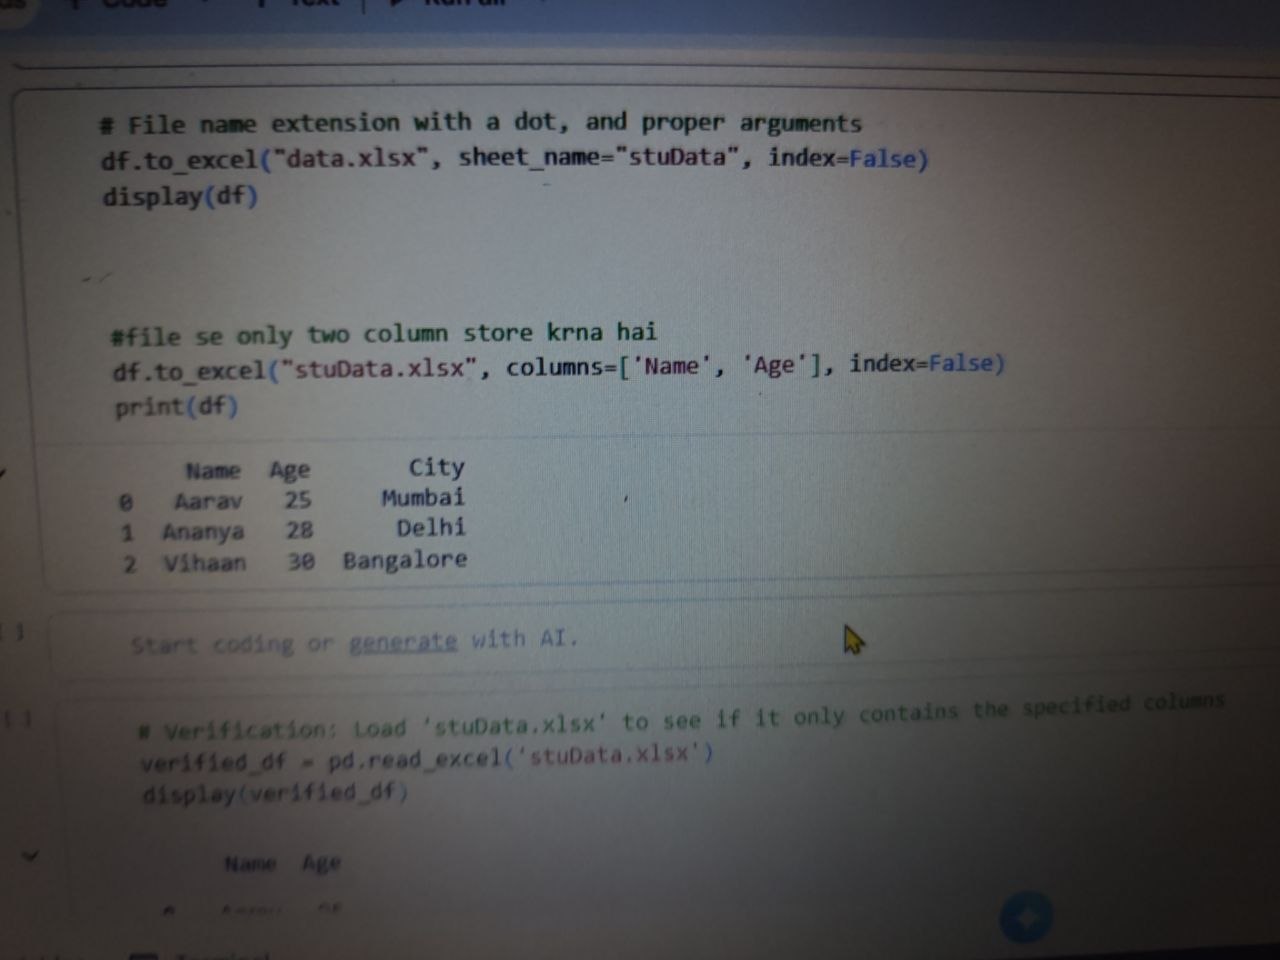 Code
Text
# File name extension with a dot, and proper arguments
df.to_excel("data.xlsx", sheet_name="stuData", index=False)
display(df)
#file se only two column store krna hai
df.to_excel("stuData.xlsx", columns=['Name', 'Age'], index=False)
print(df)
Name Age City
0 Aarav 25 Mumbai
1 Ananya 28 Delhi
2 Vihaan 30 Bangalore
[ ]
Start coding or generate with AI.
[ ]
# Verification: Load 'stuData.xlsx' to see if it only contains the specified columns
verified_df = pd.read_excel('stuData.xlsx')
display(verified_df)
Name Age